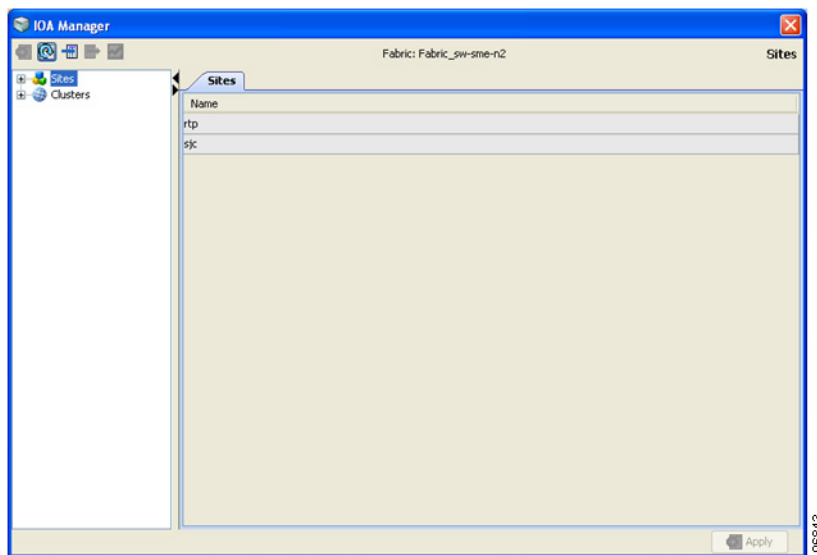 IOA Manager
Fabric: Fabric_sw-sme-n2
Sites
Sites
Clusters
Sites
Name
rtp
sjc
Apply